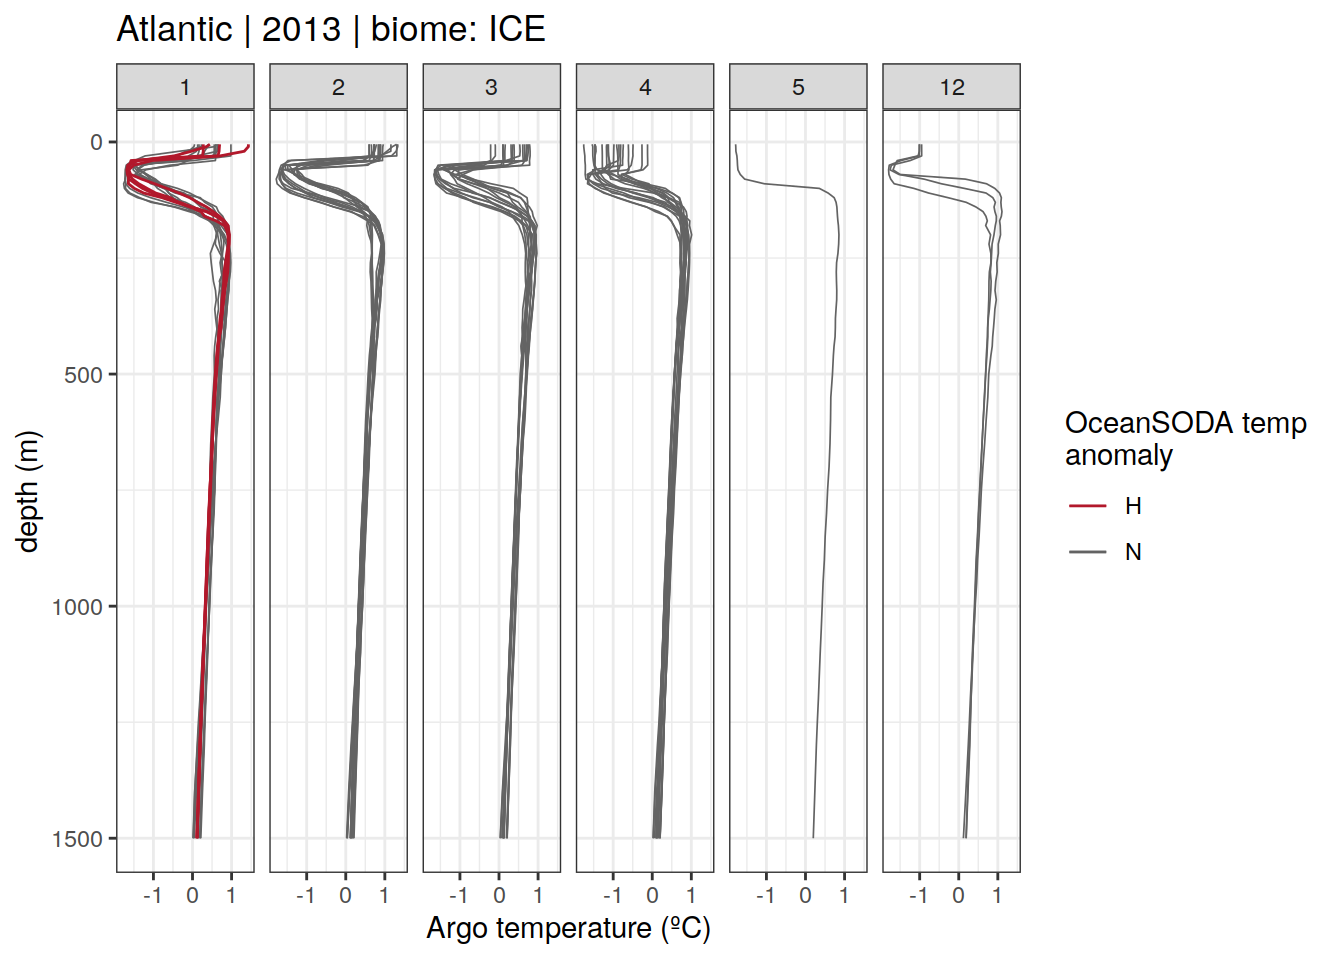 Atlantic | 2013 | biome: ICE
1 2 3 4 5 12
0
500
1000
1500
depth (m)
-1 0 1 -1 0 1 -1 0 1 -1 0 1 -1 0 1 -1 0 1
Argo temperature (ºC)
OceanSODA temp
anomaly
H
N